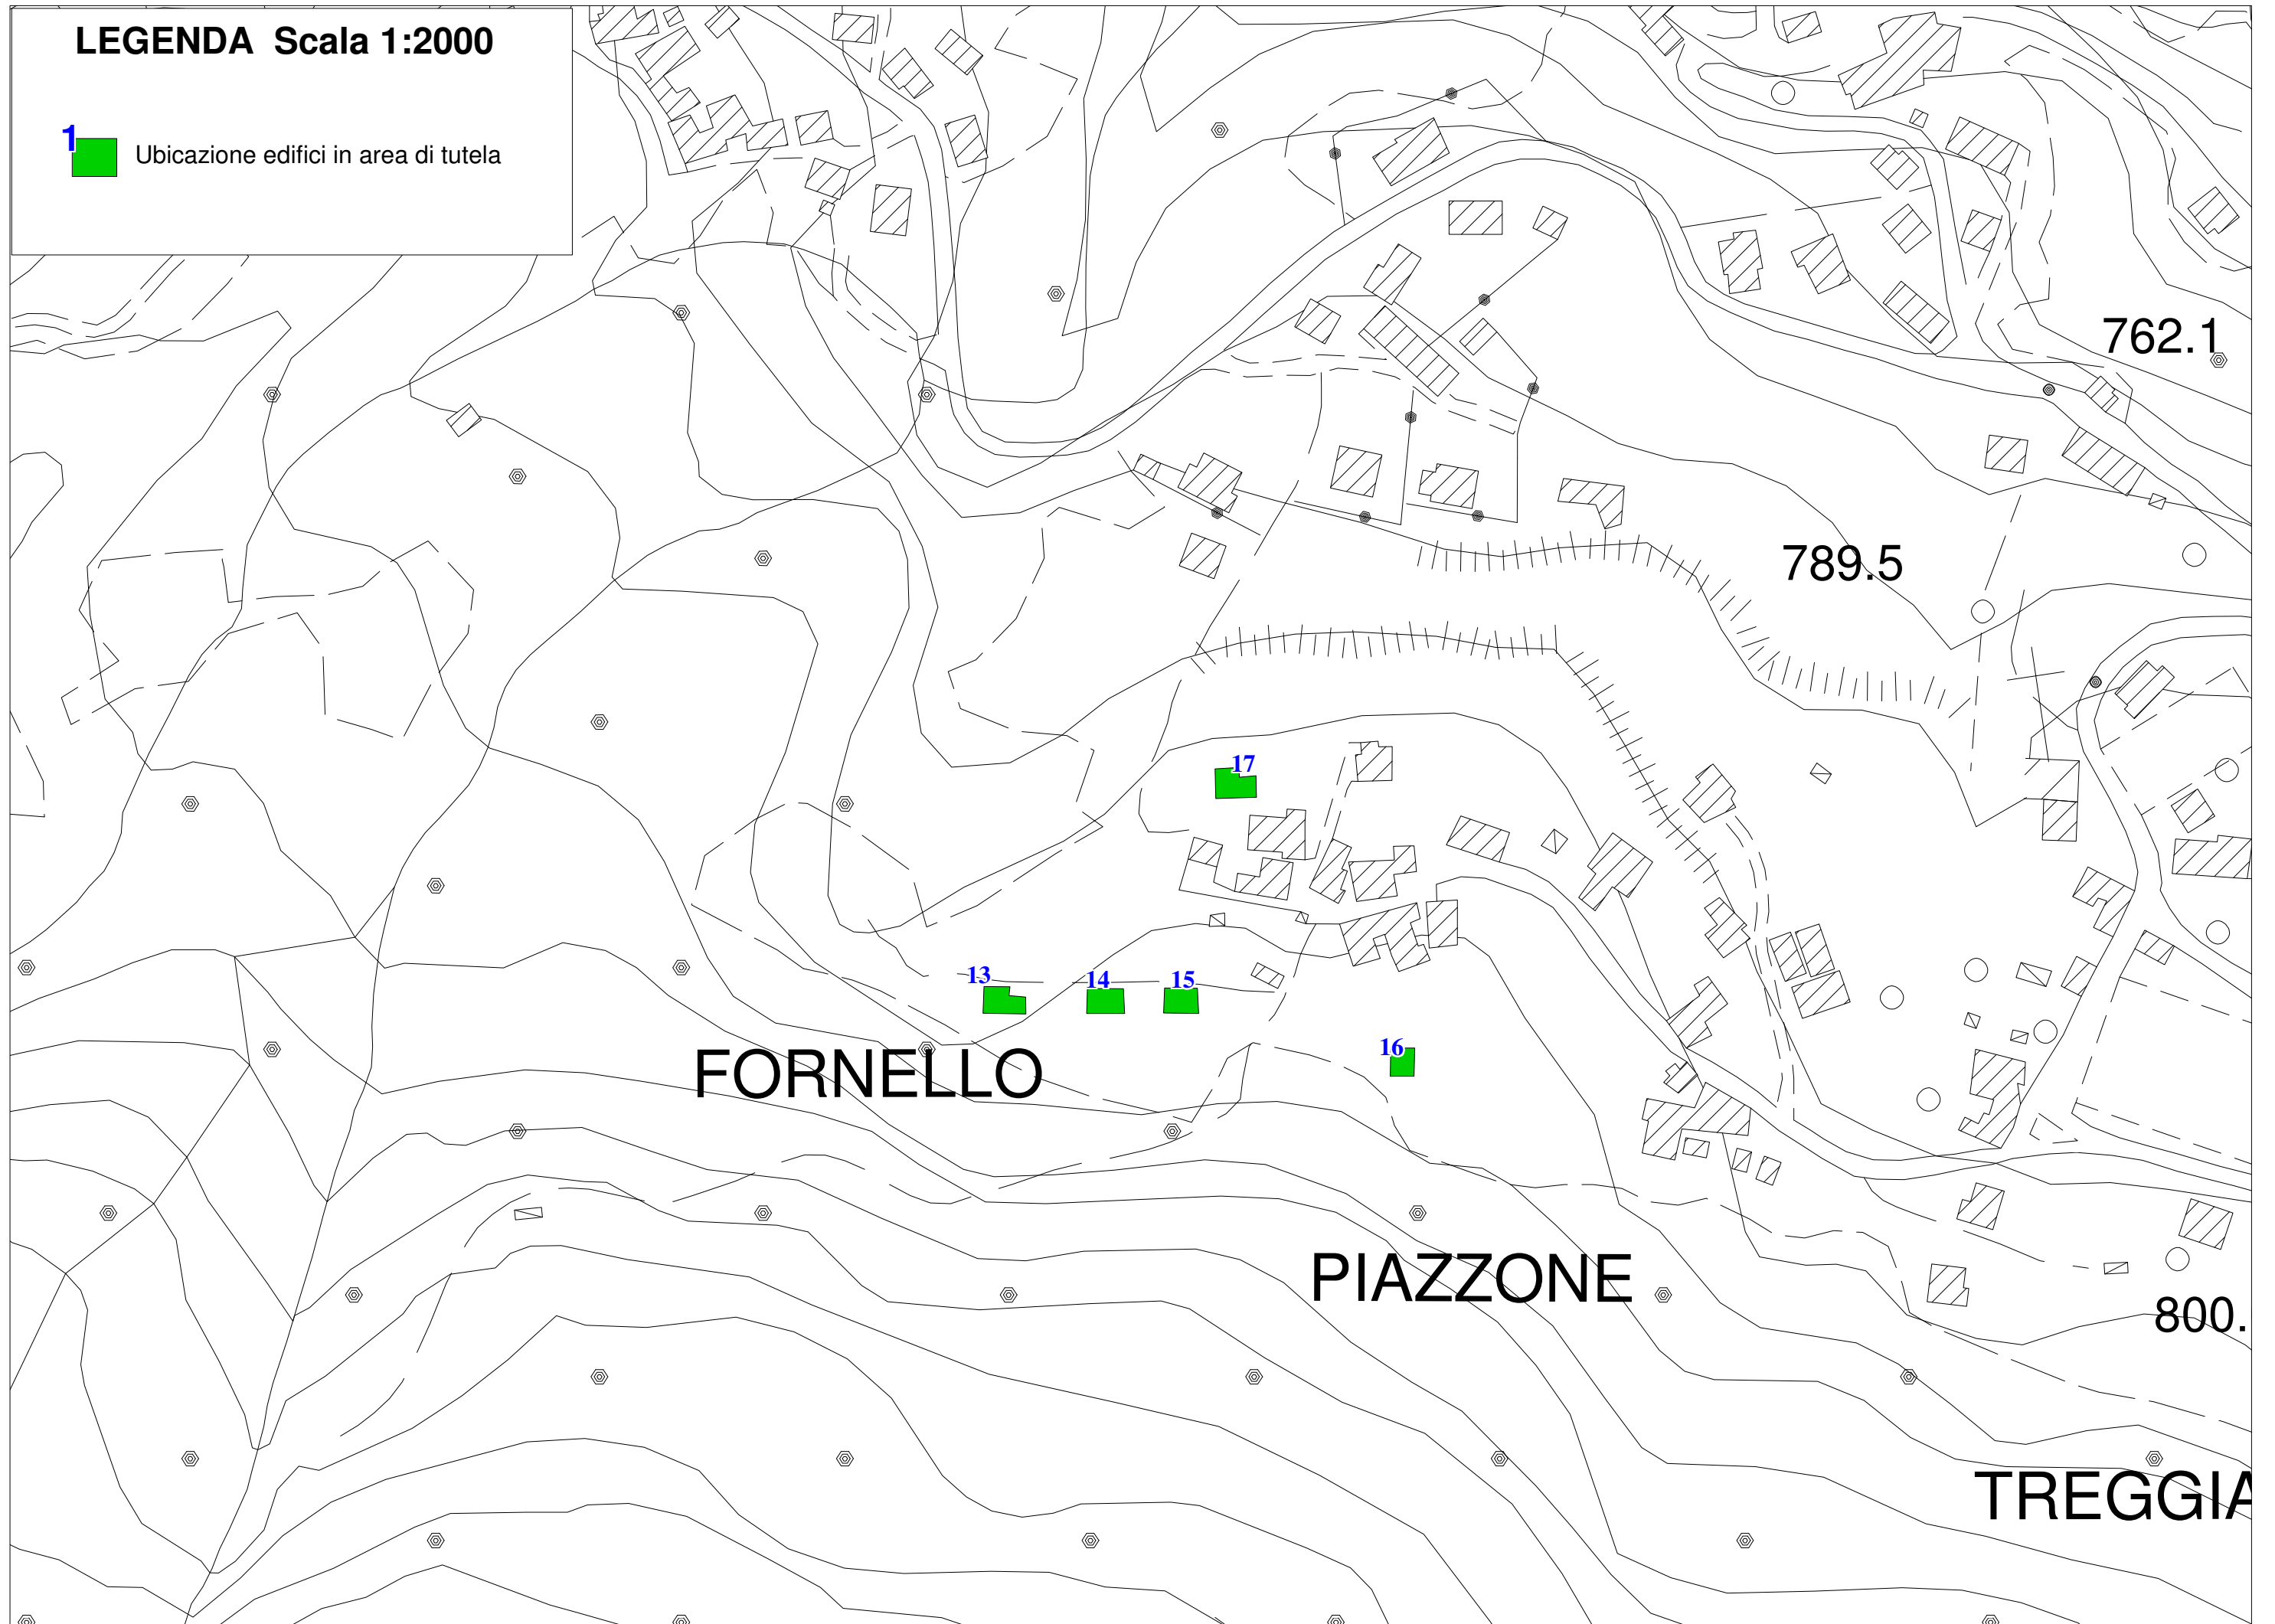 LEGENDA Scala 1:2000
1
Ubicazione edifici in area di tutela
762.1
789.5
17
13
14
15
16
FORNELLO
PIAZZONE
800.
TREGGIA